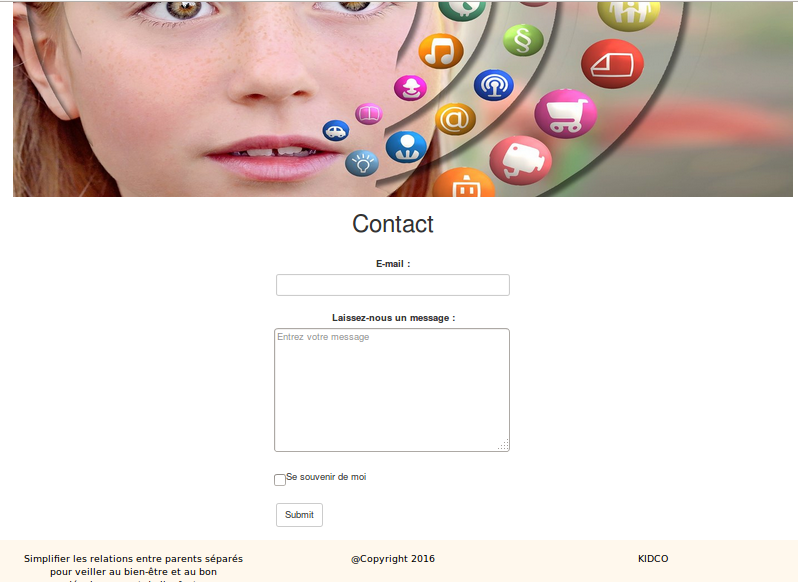 Contact
E-mail :
Laissez-nous un message :
Entrez votre message
Se souvenir de moi
Submit
Simplifier les relations entre parents séparés
pour veiller au bien-être et au bon
@Copyright 2016
KIDCO